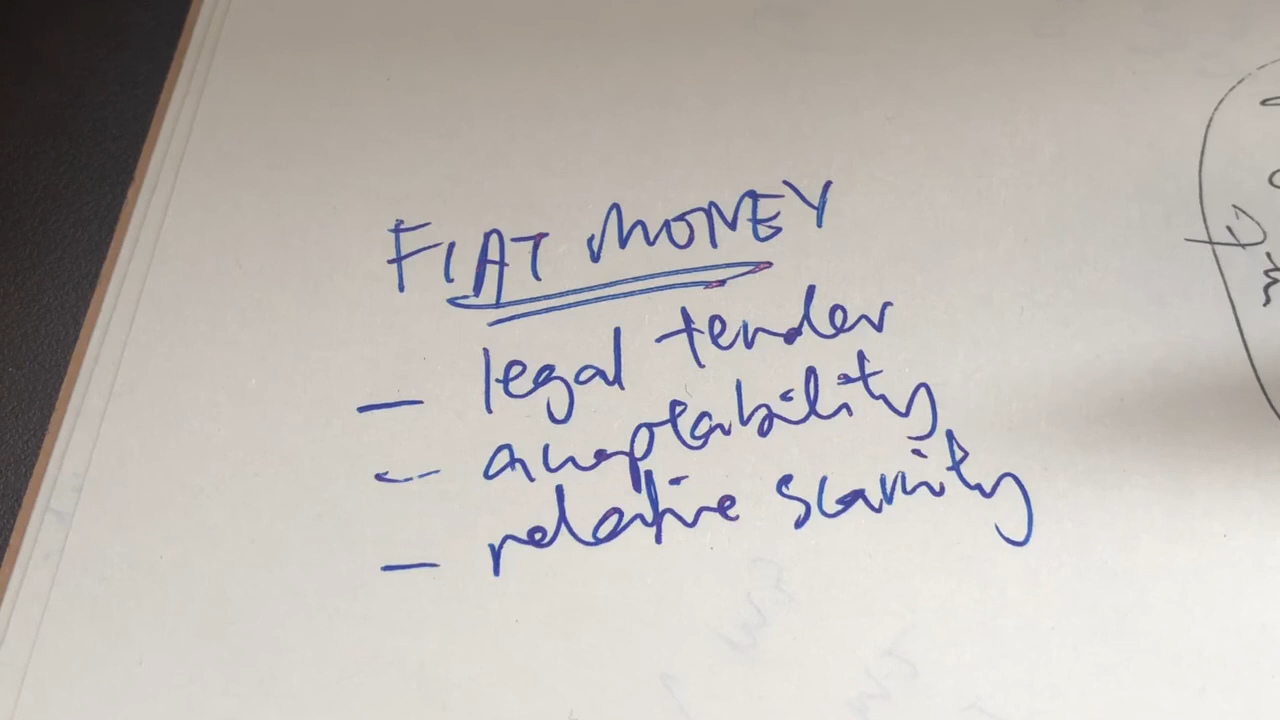 FIAT MONEY
- legal tender
- acceptability
- relative scarcity